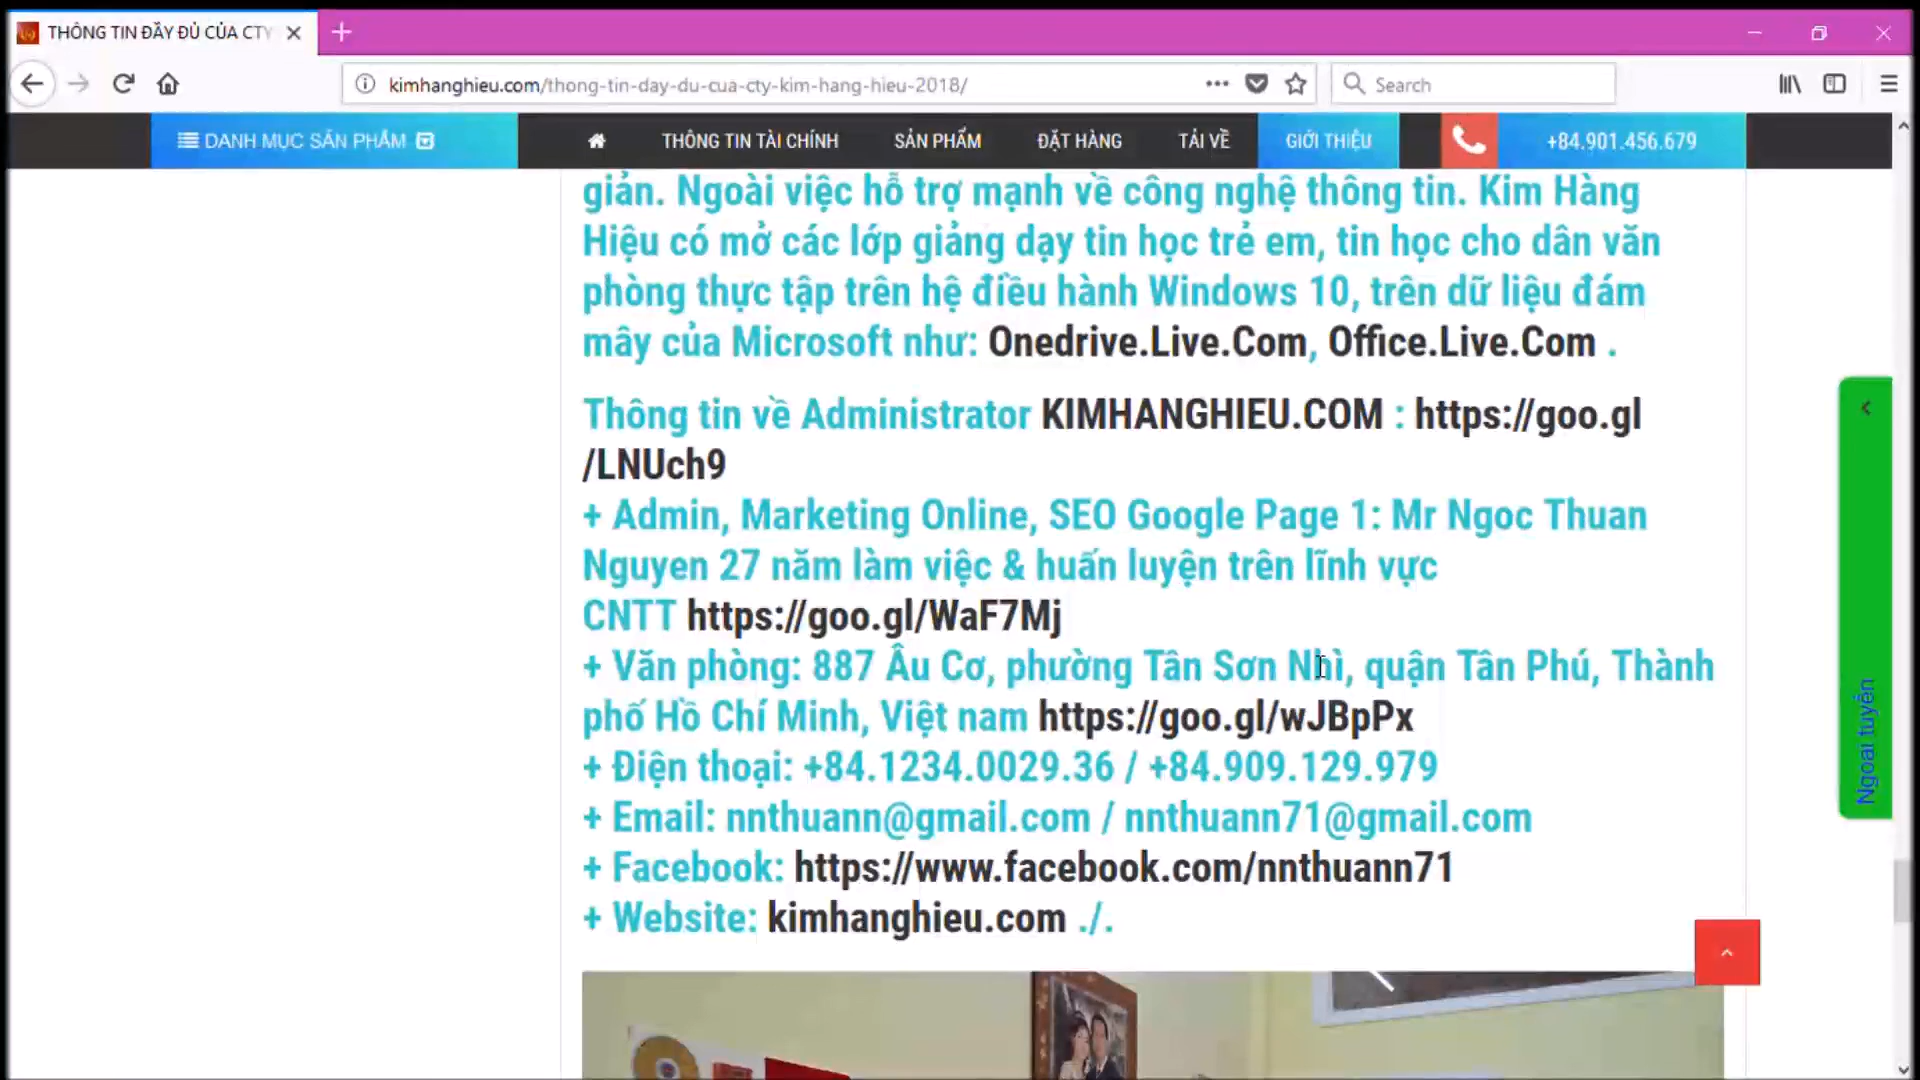 THÔNG TIN ĐẦY ĐỦ CỦA CTY
kimhanghieu.com/thong-tin-day-du-cua-cty-kim-hang-hieu-2018/
Search
DANH MỤC SẢN PHẨM
THÔNG TIN TÀI CHÍNH
SẢN PHẨM
ĐẶT HÀNG
TẢI VỀ
GIỚI THIỆU
+84.901.456.679
giản. Ngoài việc hỗ trợ mạnh về công nghệ thông tin. Kim Hàng
Hiệu có mở các lớp giảng dạy tin học trẻ em, tin học cho dân văn
phòng thực tập trên hệ điều hành Windows 10, trên dữ liệu đám
mây của Microsoft như: Onedrive.Live.Com, Office.Live.Com .
Thông tin về Administrator KIMHANGHIEU.COM : https://goo.gl
/LNUch9
+ Admin, Marketing Online, SEO Google Page 1: Mr Ngoc Thuan
Nguyen 27 năm làm việc & huấn luyện trên lĩnh vực
CNTT https://goo.gl/WaF7Mj
+ Văn phòng: 887 Âu Cơ, phường Tân Sơn Nhì, quận Tân Phú, Thành
phố Hồ Chí Minh, Việt nam https://goo.gl/wJBpPx
+ Điện thoại: +84.1234.0029.36 / +84.909.129.979
+ Email: nnthuann@gmail.com / nnthuann71@gmail.com
+ Facebook: https://www.facebook.com/nnthuann71
+ Website: kimhanghieu.com ./.
Ngoại tuyến